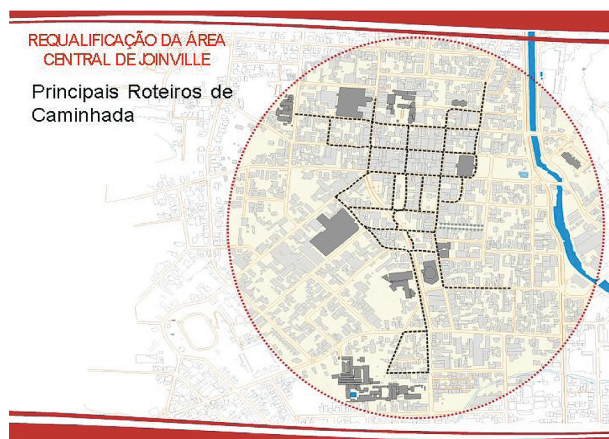 REQUALIFICAÇÃO DA ÁREA
CENTRAL DE JOINVILLE
Principais Roteiros de
Caminhada